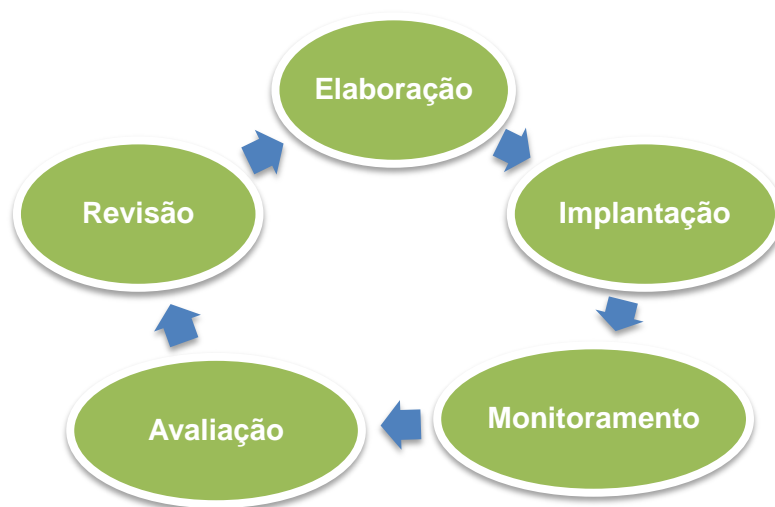 Elaboração
Implantação
Monitoramento
Avaliação
Revisão